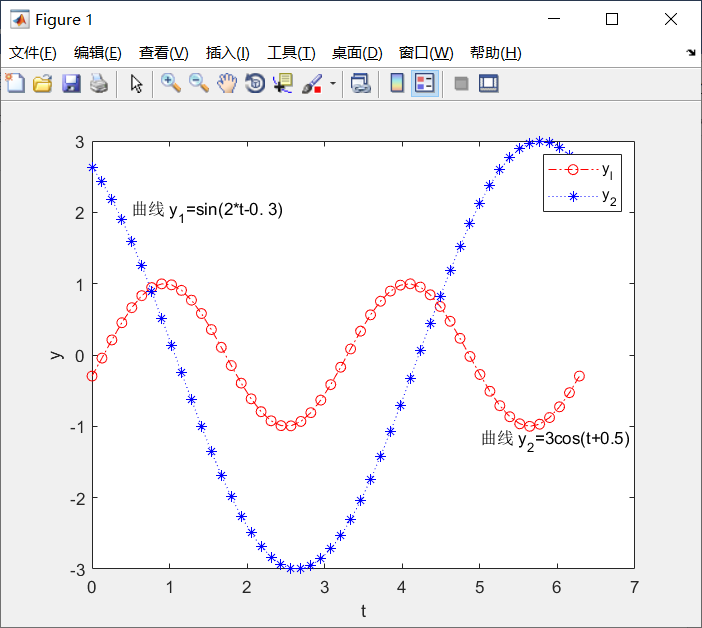 Figure 1
文件(F) 编辑(E) 查看(V) 插入(I) 工具(T) 桌面(D) 窗口(W) 帮助(H)
3
2
1
0
-1
-2
-3
y
曲线 y1=sin(2*t-0.3)
y1
y2
曲线 y2=3cos(t+0.5)
0 1 2 3 4 5 6 7
t